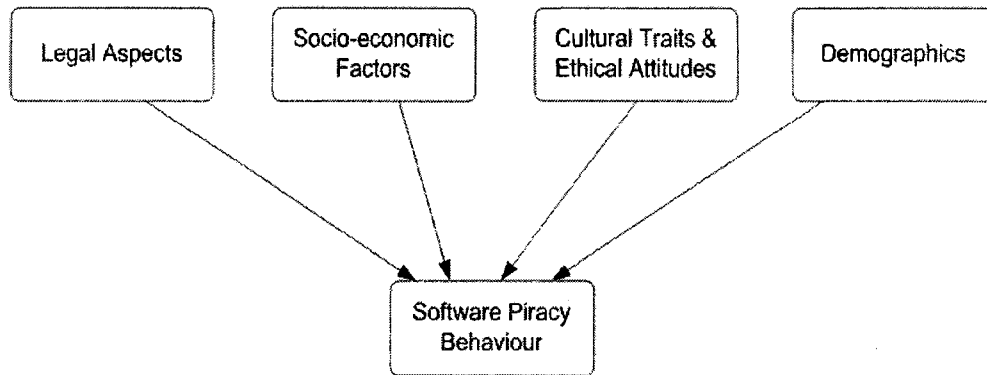 Legal Aspects
Socio-economic
Factors
Cultural Traits &
Ethical Attitudes
Demographics
Software Piracy
Behaviour